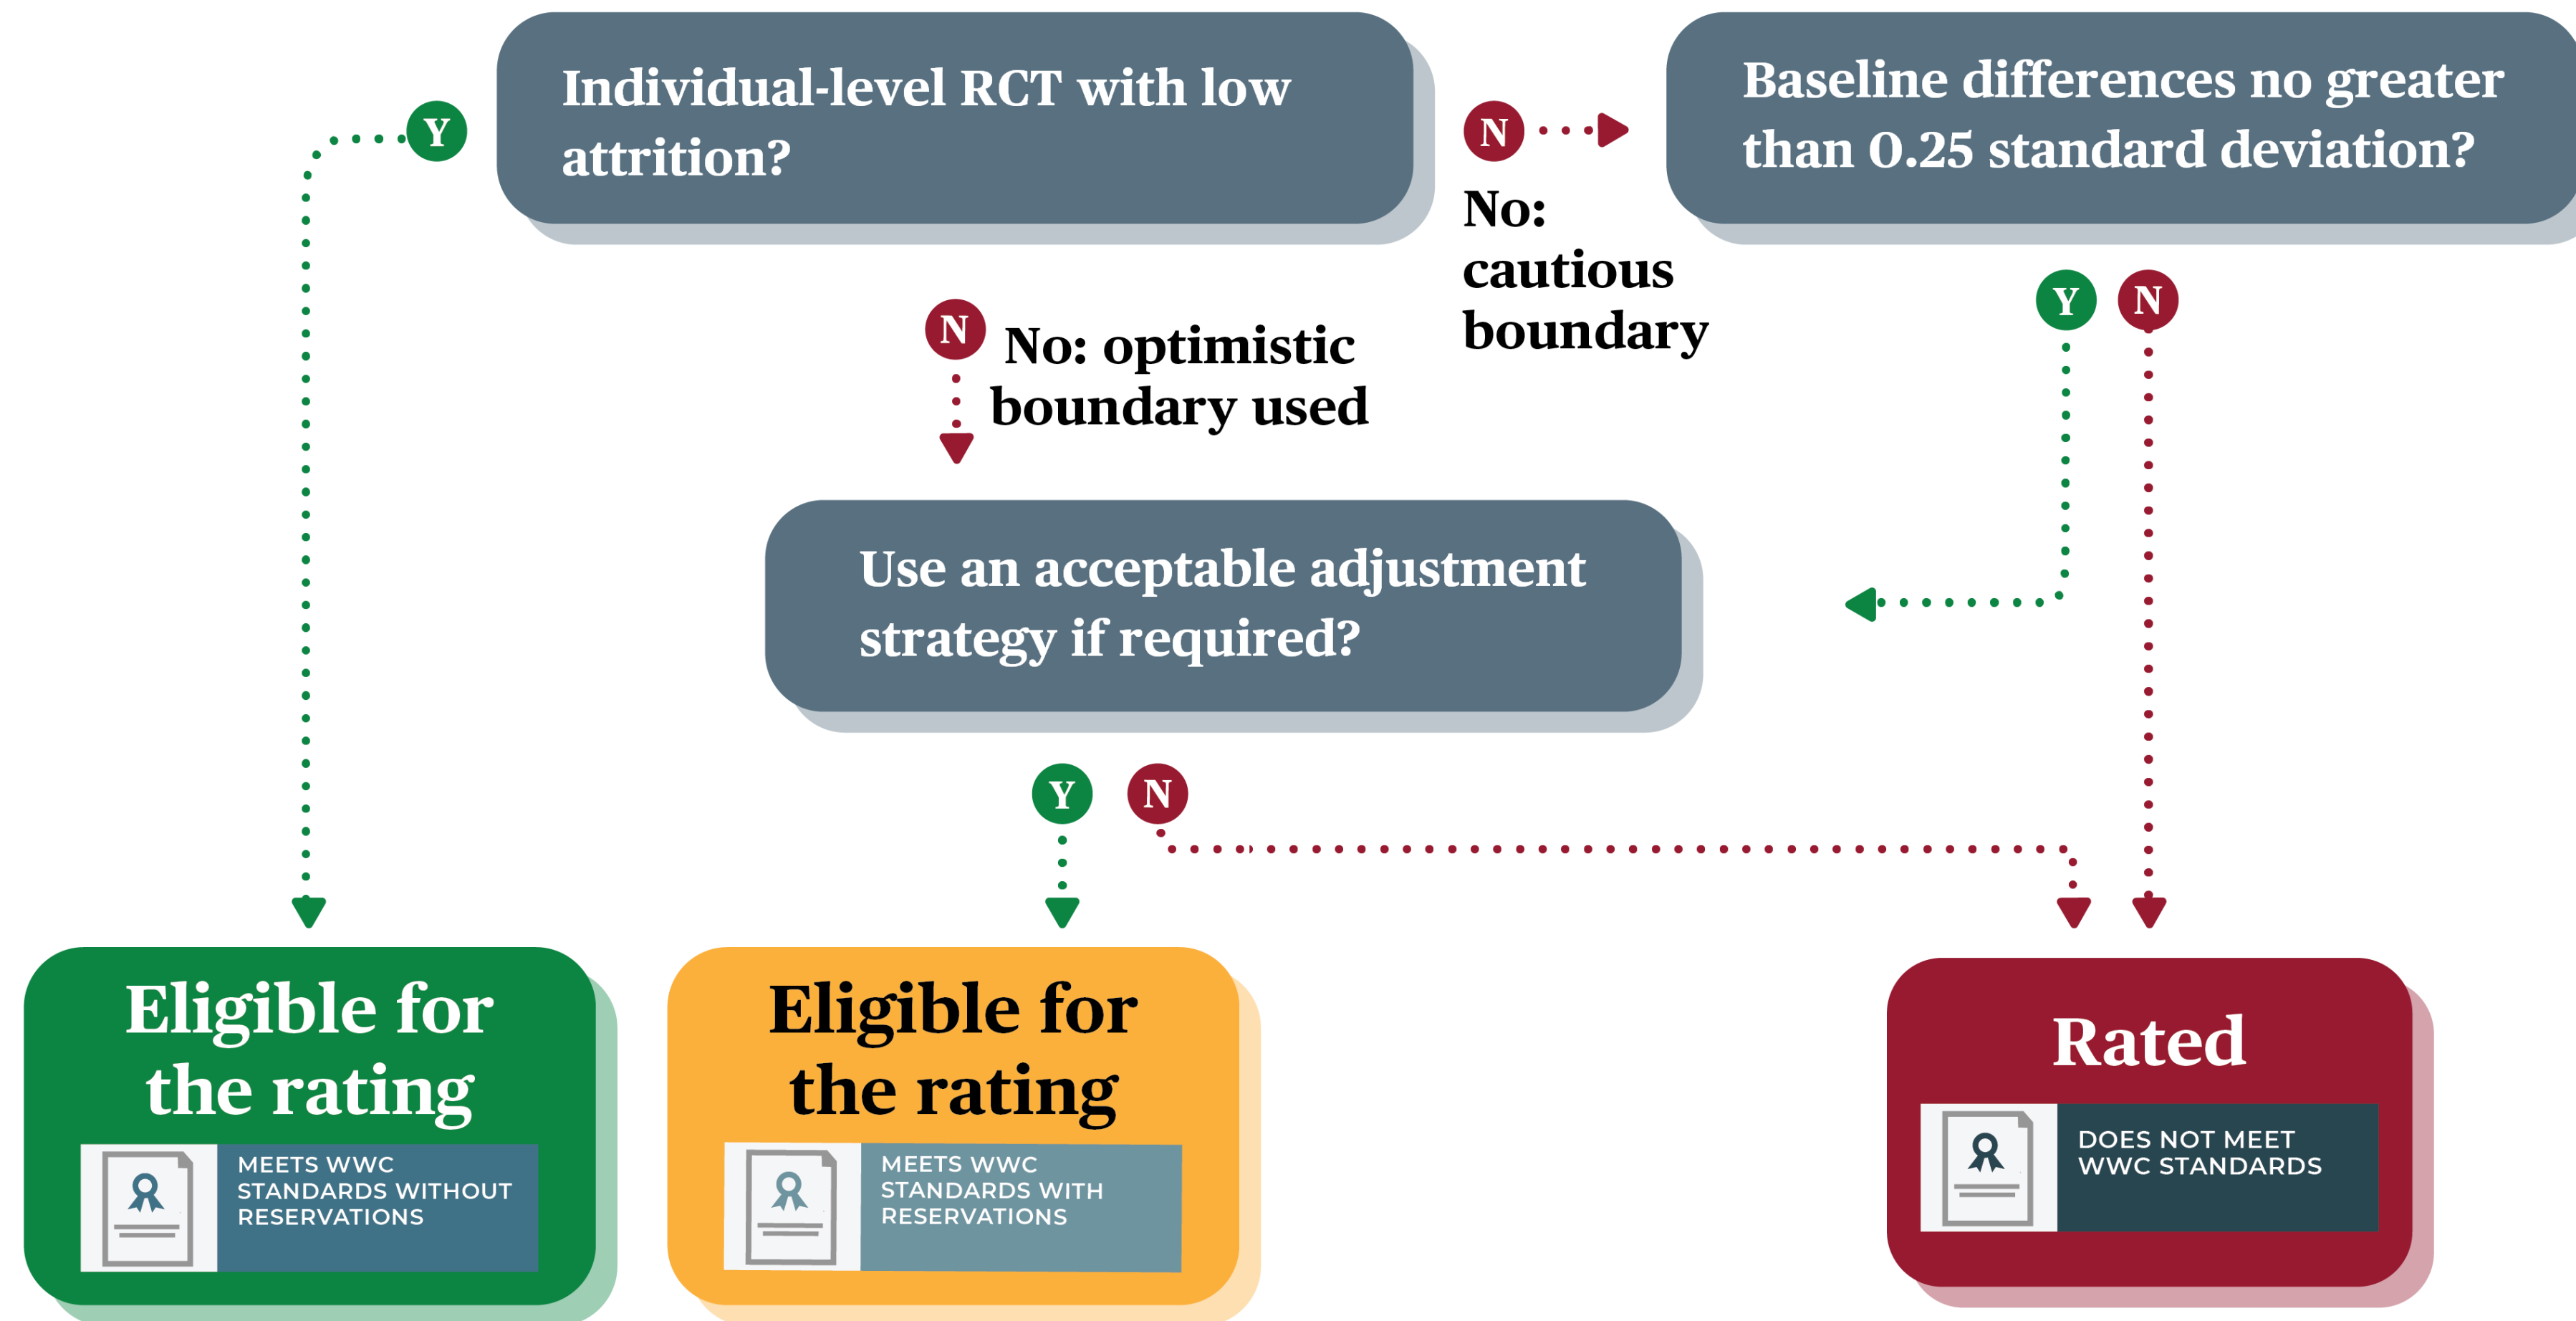 Individual-level RCT with low
attrition?
Y
N
No:
cautious
boundary
Baseline differences no greater
than 0.25 standard deviation?
Y
N
N
No: optimistic
boundary used
Use an acceptable adjustment
strategy if required?
Y
N
Eligible for
the rating
MEETS WWC
STANDARDS WITHOUT
RESERVATIONS
Eligible for
the rating
MEETS WWC
STANDARDS WITH
RESERVATIONS
Rated
DOES NOT MEET
WWC STANDARDS